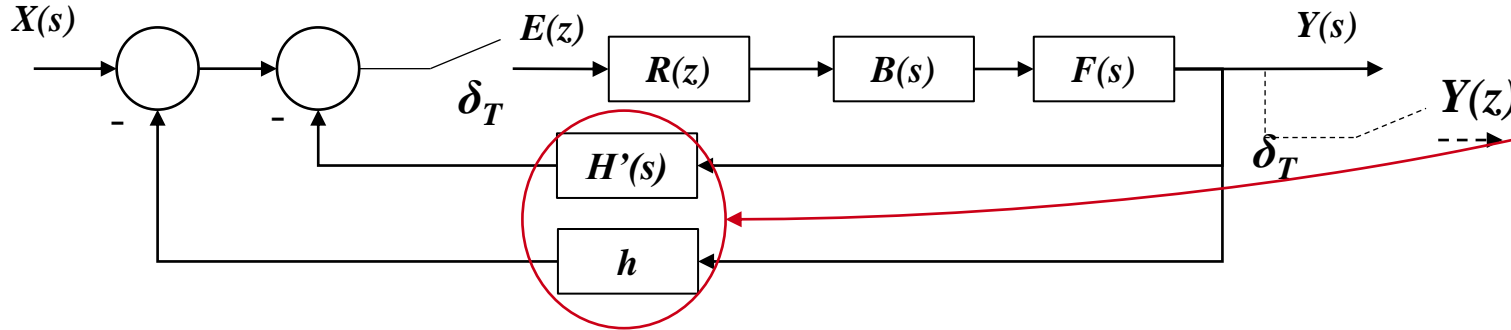 X(s)
E(z)
Y(s)
R(z)
B(s)
F(s)
δT
Y(z)
-
-
H’(s)
δT
h